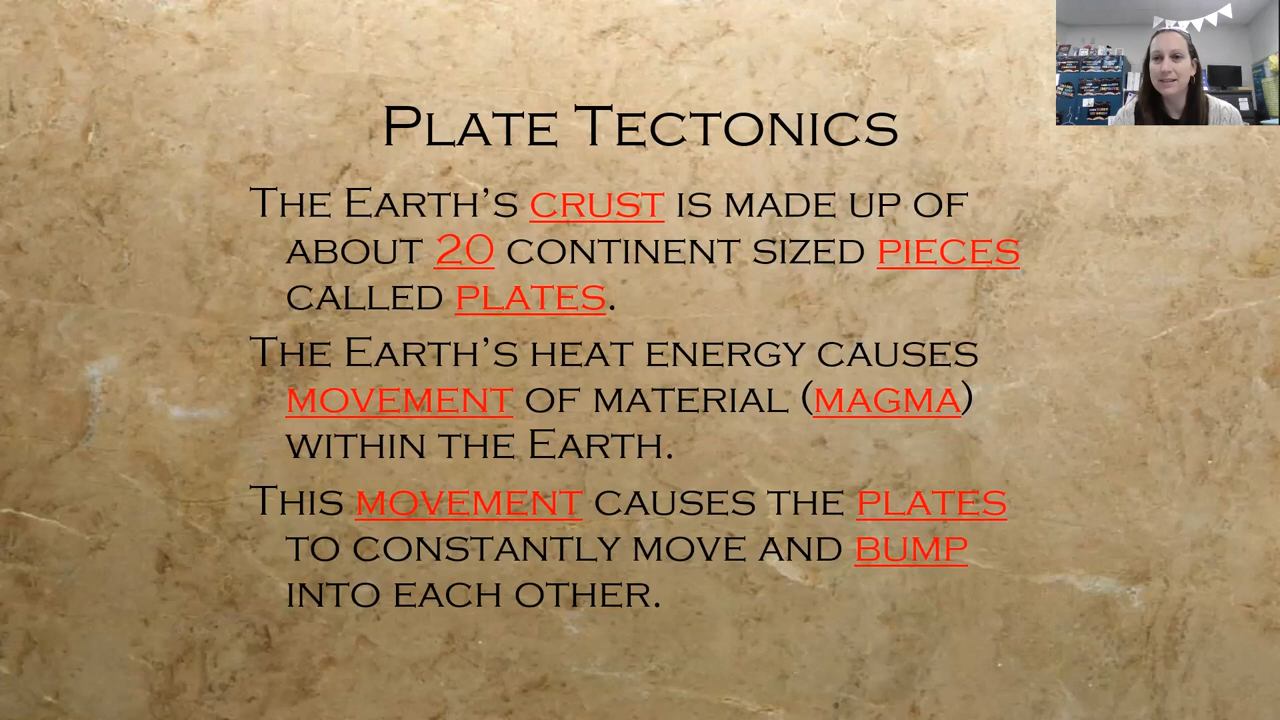 Plate Tectonics
The Earth's crust is made up of
about 20 continent sized pieces
called plates.
The Earth's heat energy causes
movement of material (magma)
within the Earth.
This movement causes the plates
to constantly move and bump
into each other.